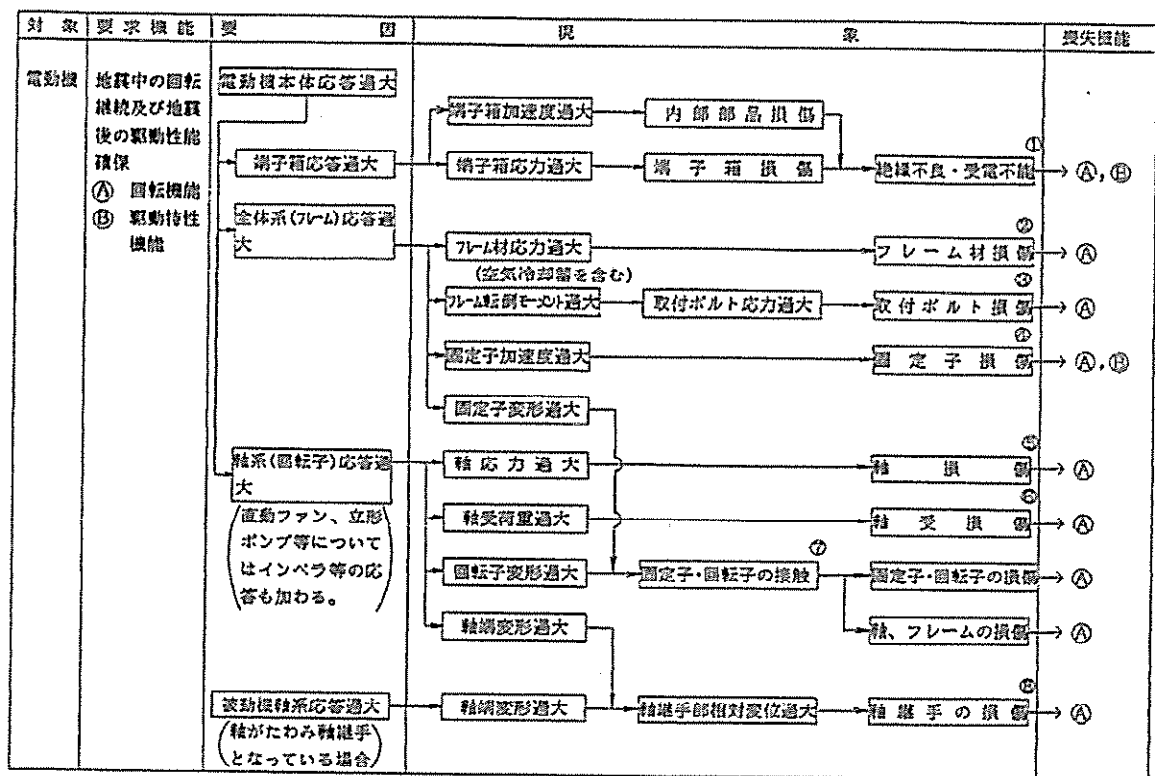 対象 要求機能 要因 現象 喪失機能
電動機
地震中の回転
継続及び地震
後の駆動性能
確保
Ⓐ 回転機能
Ⓑ 駆動特性
機能
電動機本体応答過大
端子箱加速度過大
内部部品損傷
①
端子箱応答過大
端子箱応力過大
端子箱損傷
絶縁不良・受電不能
Ⓐ, Ⓑ
全体系(フレーム)応答過
大
②
フレーム材応力過大
(空気冷却器を含む)
フレーム材損傷
Ⓐ
③
フレーム転倒モーメント過大
取付ボルト応力過大
取付ボルト損傷
Ⓐ
④
固定子加速度過大
固定子損傷
Ⓐ, Ⓑ
固定子変形過大
軸系(回転子)応答過
大
(直動ファン、立形
ポンプ等について
はインペラ等の応
答も加わる。)
⑤
軸応力過大
軸損傷
Ⓐ
⑥
軸受荷重過大
軸受損傷
Ⓐ
⑦
回転子変形過大
固定子・回転子の接触
固定子・回転子の損傷
Ⓐ
軸端変形過大
軸、フレームの損傷
Ⓐ
⑧
被動機軸系応答過大
軸端変形過大
軸継手部相対変位過大
軸継手の損傷
Ⓐ
(軸がたわみ軸継手
となっている場合)